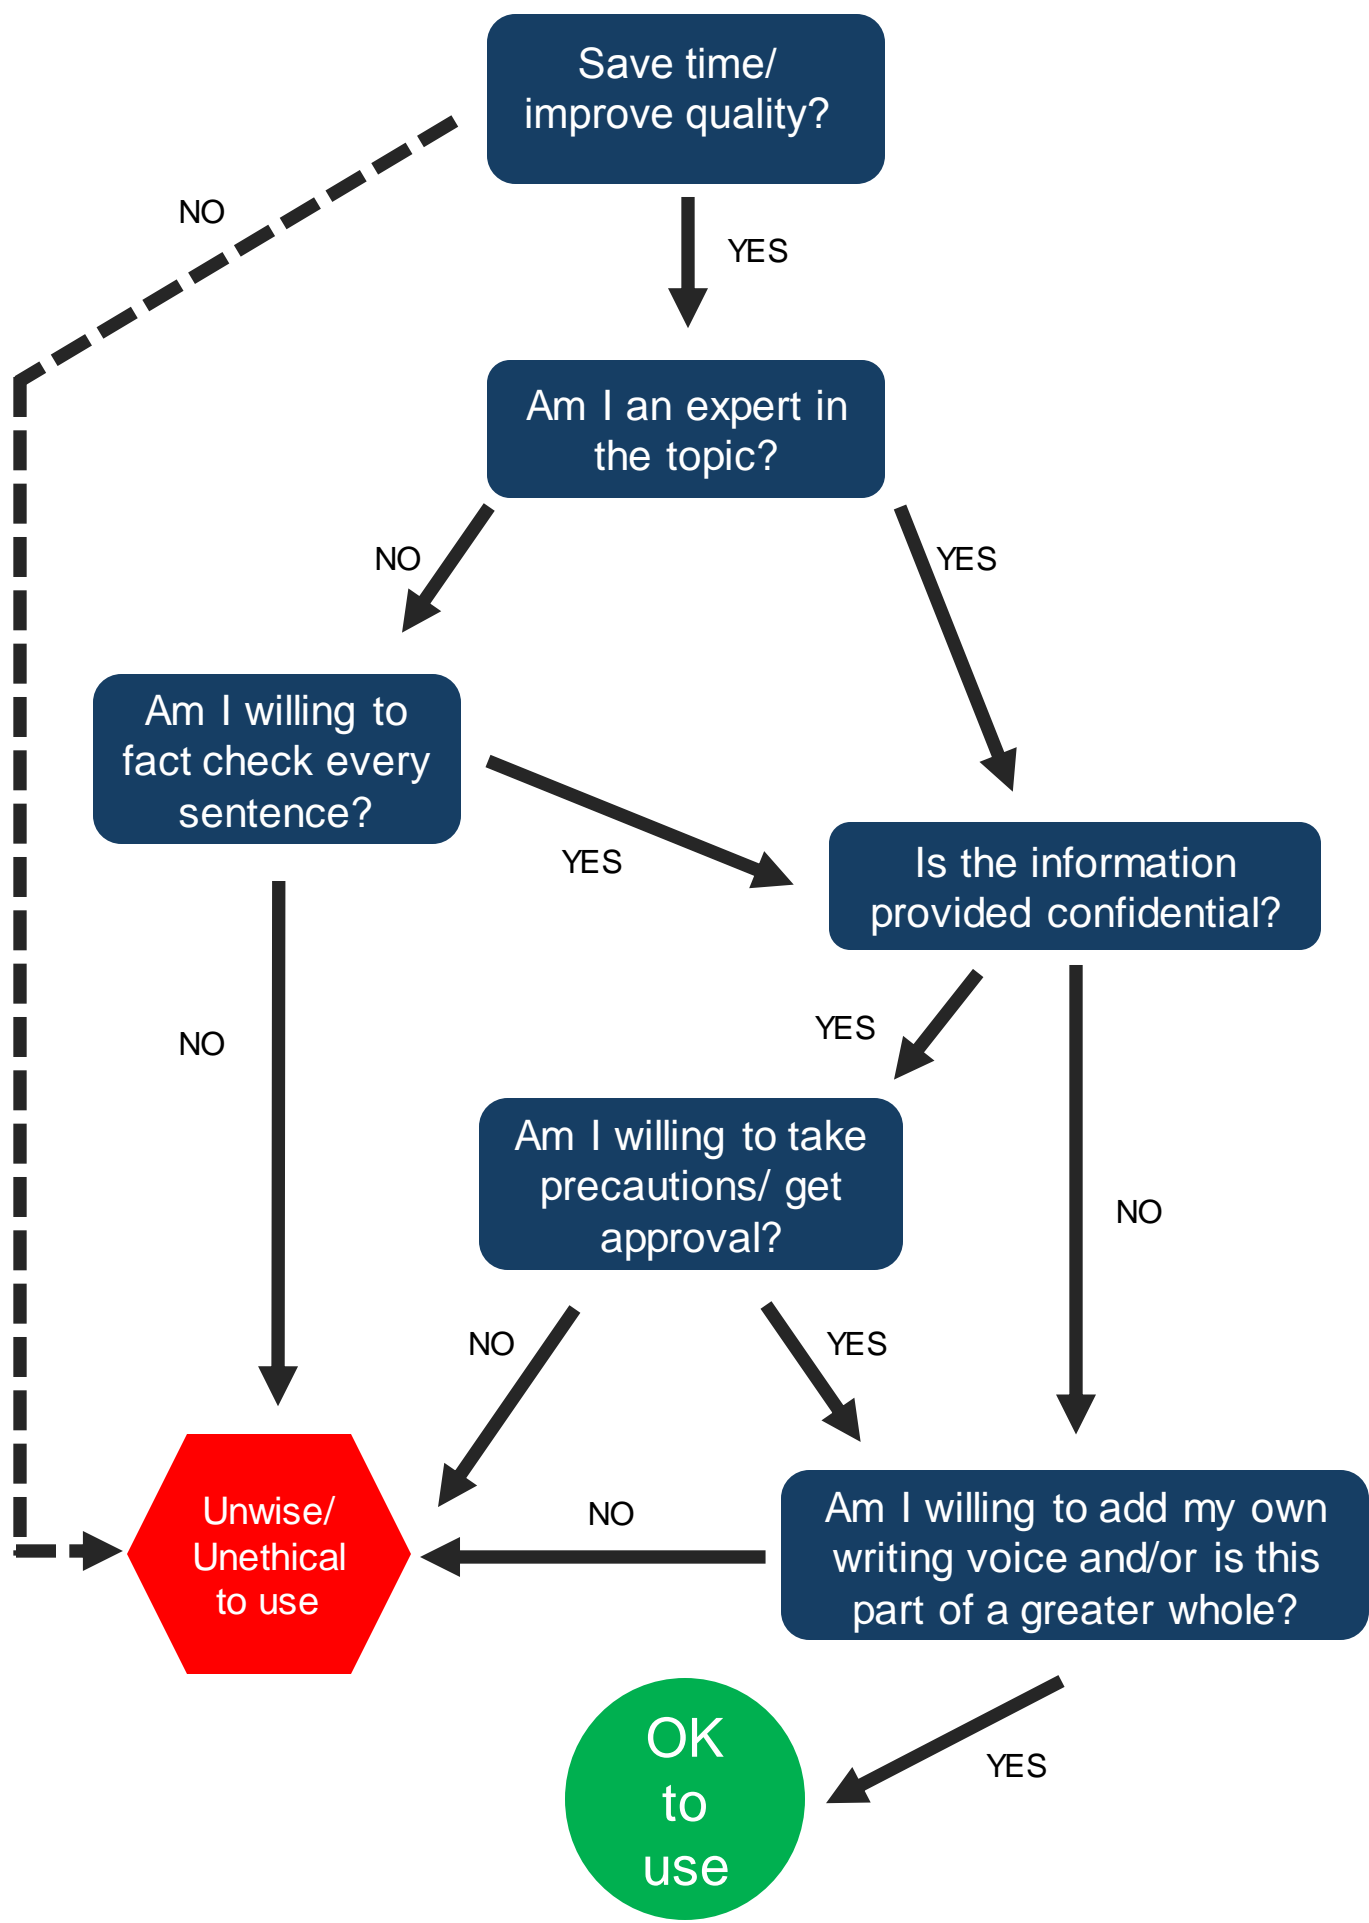 Save time/
improve quality?
NO
YES
Am I an expert in
the topic?
NO
YES
Am I willing to
fact check every
sentence?
YES
Is the information
provided confidential?
YES
NO
Am I willing to take
precautions/ get
approval?
NO
NO
YES
Unwise/
Unethical
to use
NO
Am I willing to add my own
writing voice and/or is this
part of a greater whole?
YES
OK
to
use